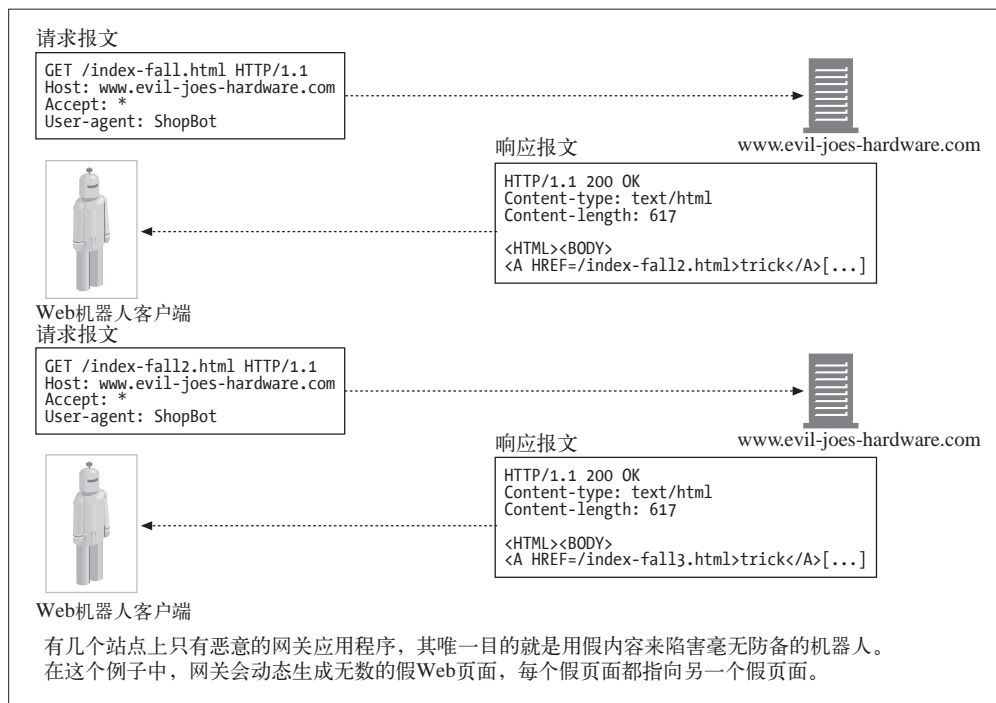 请求报文
GET /index-fall.html HTTP/1.1
Host: www.evil-joes-hardware.com
Accept: *
User-agent: ShopBot
www.evil-joes-hardware.com
响应报文
HTTP/1.1 200 OK
Content-type: text/html
Content-length: 617
<HTML><BODY>
<A HREF=/index-fall2.html>trick</A>[...]
Web机器人客户端
请求报文
GET /index-fall2.html HTTP/1.1
Host: www.evil-joes-hardware.com
Accept: *
User-agent: ShopBot
www.evil-joes-hardware.com
响应报文
HTTP/1.1 200 OK
Content-type: text/html
Content-length: 617
<HTML><BODY>
<A HREF=/index-fall3.html>trick</A>[...]
Web机器人客户端
有几个站点上只有恶意的网关应用程序，其唯一目的就是用假内容来陷害毫无防备的机器人。
在这个例子中，网关会动态生成无数的假Web页面，每个假页面都指向另一个假页面。